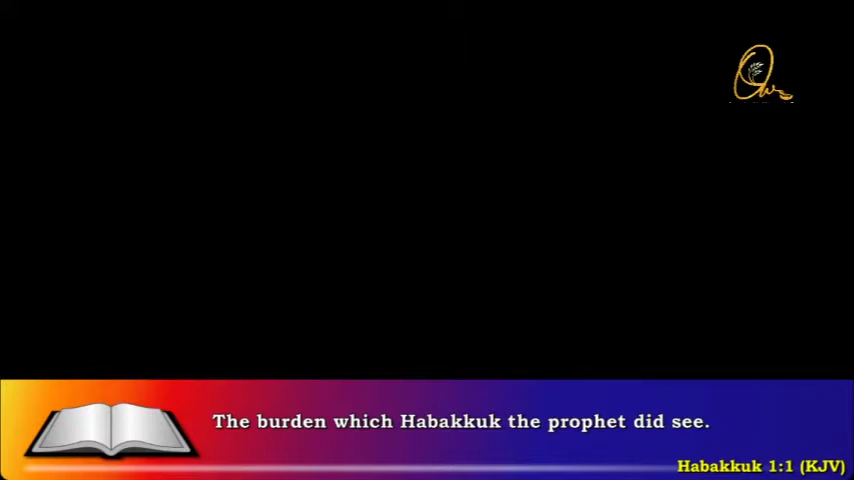 The burden which Habakkuk the prophet did see.
Habakkuk 1:1 (KJV)